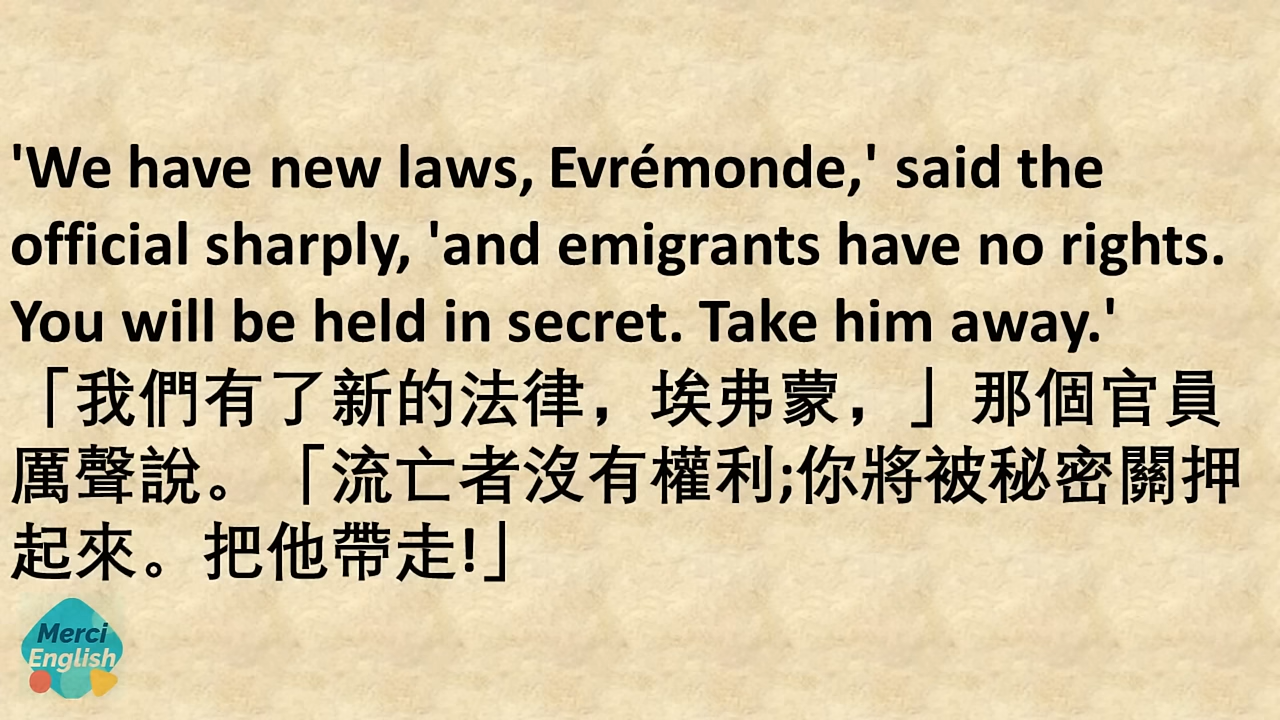 'We have new laws, Evrémonde,' said the
official sharply, 'and emigrants have no rights.
You will be held in secret. Take him away.'
「我們有了新的法律，埃弗蒙，」那個官員
厲聲說。「流亡者沒有權利;你將被秘密關押
起來。把他帶走!」
Merci
English